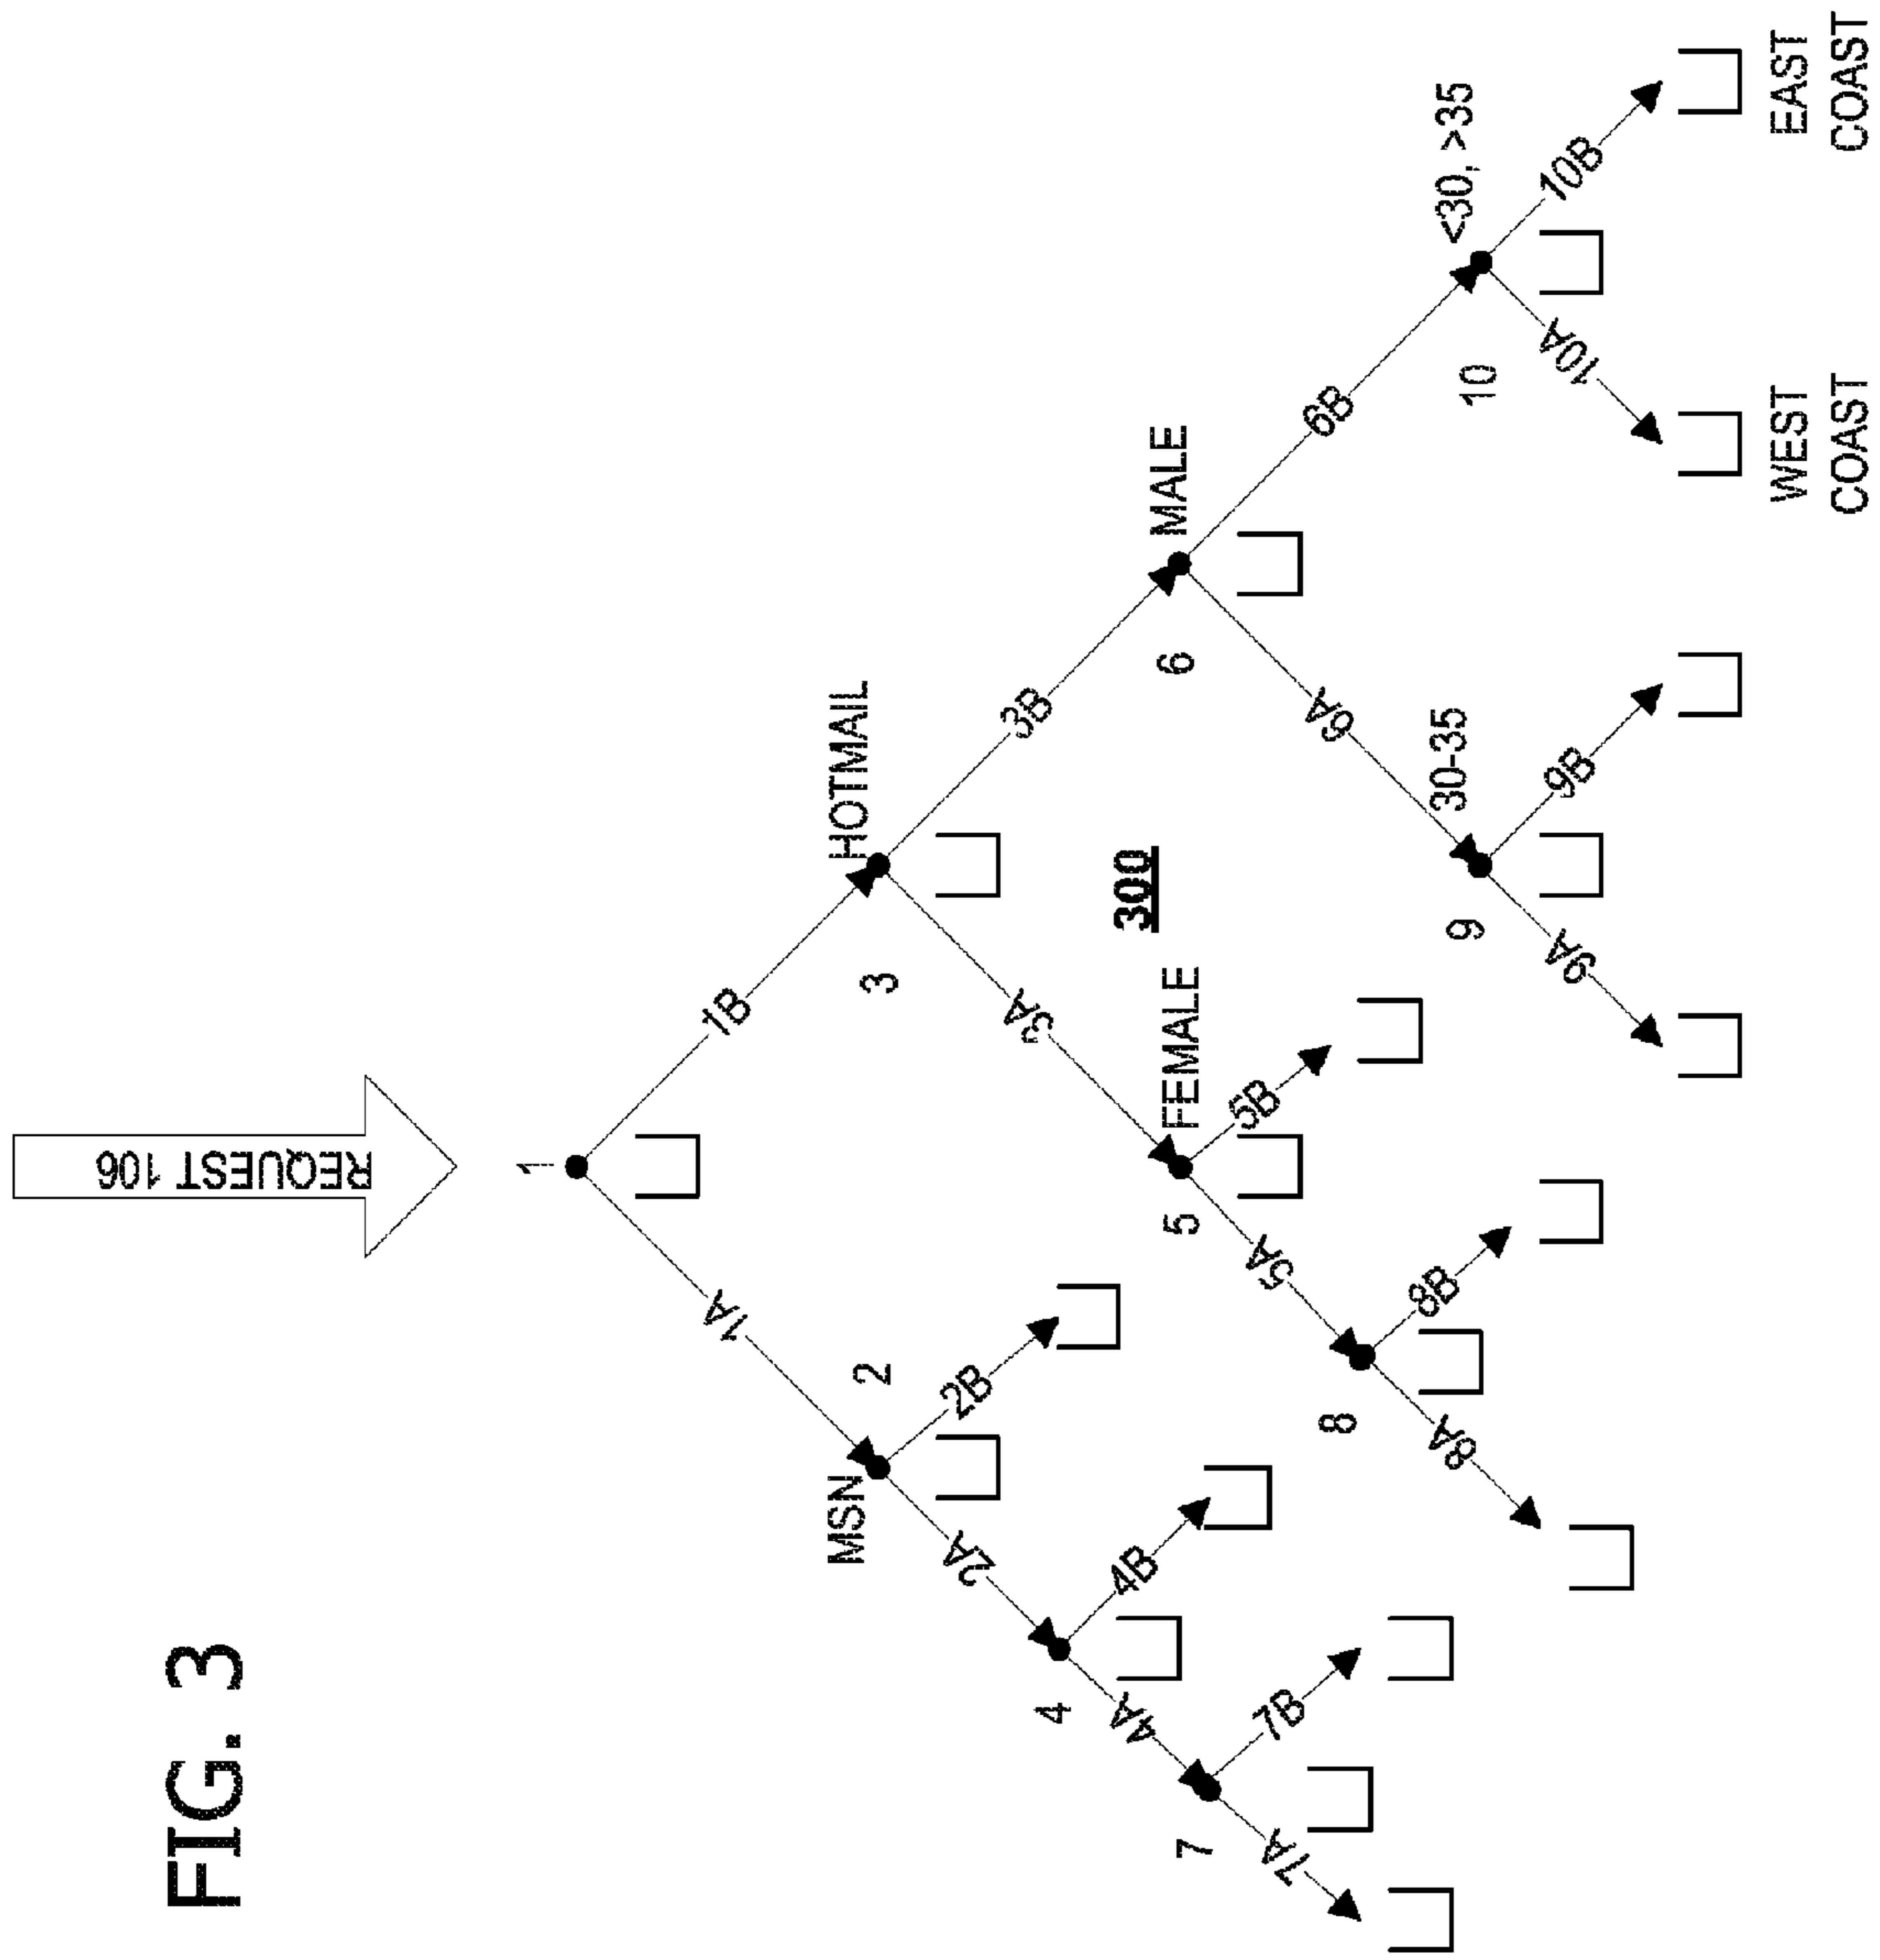 FIG. 3
REQUEST 106
1
1A
1B
MSN
2
HOTMAIL
3
2A
2B
3A
3B
300
4
4A
4B
FEMALE
5
5A
5B
MALE
6
6A
6B
7
7A
7B
8
8A
8B
30-35
9
9A
9B
<30, >35
10
10A
10B
WEST
COAST
EAST
COAST